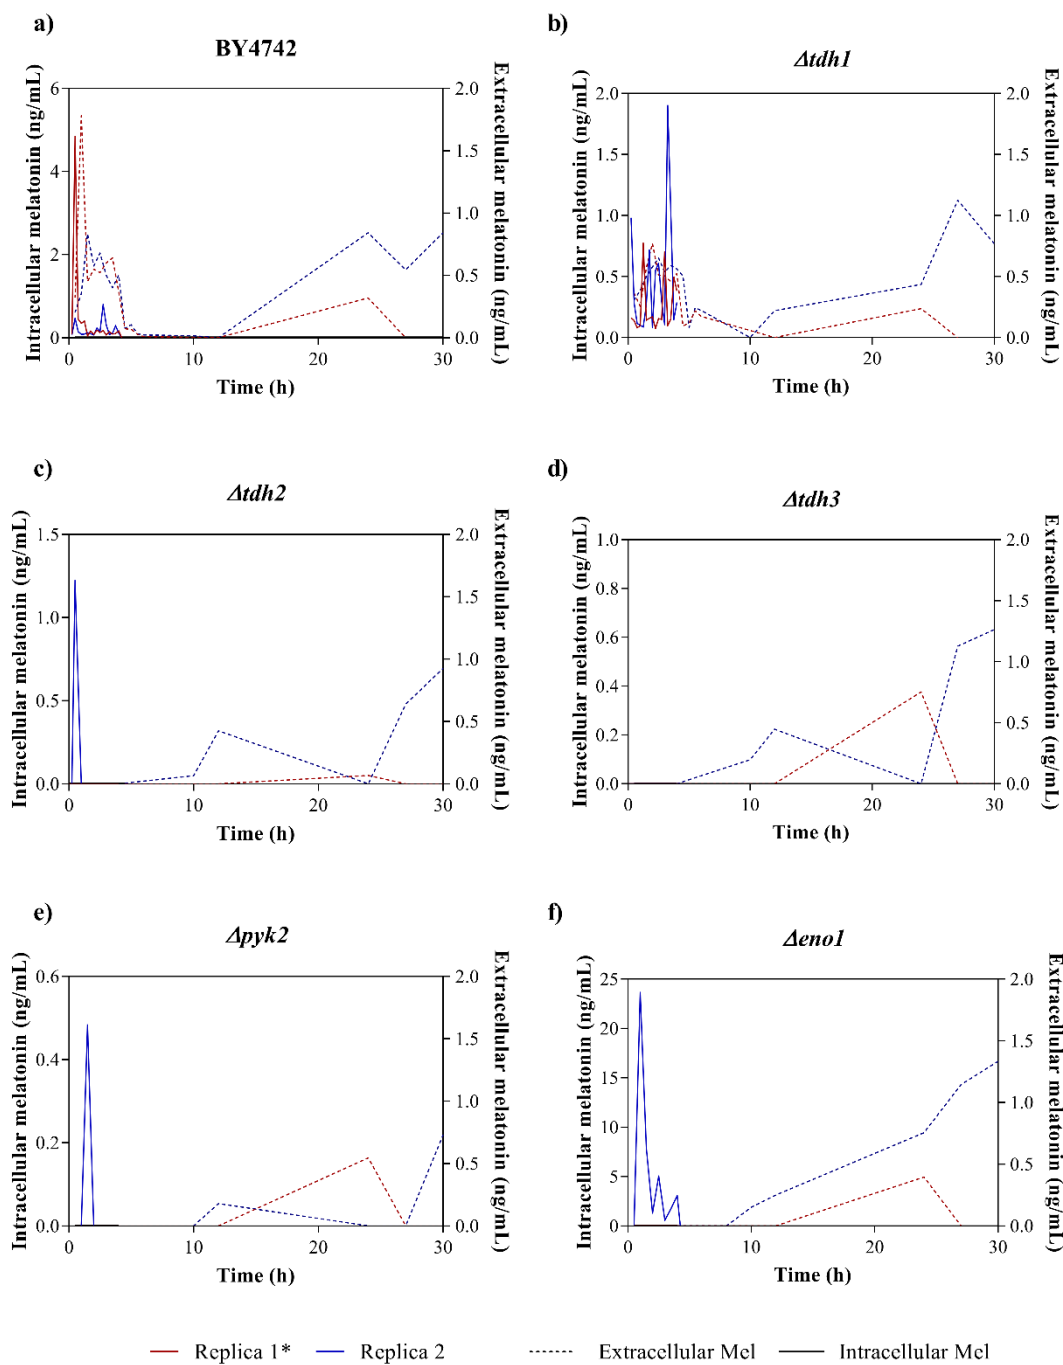 a)
BY4742
Intracellular melatonin (ng/mL)
6
4
2
0
2.0
1.5
1.0
0.5
0.0
Extracellular melatonin (ng/mL)
0 10 20 30
Time (h)
b)
Δtdh1
Intracellular melatonin (ng/mL)
2.0
1.5
1.0
0.5
0.0
2.0
1.5
1.0
0.5
0.0
Extracellular melatonin (ng/mL)
0 10 20 30
Time (h)
c)
Δtdh2
Intracellular melatonin (ng/mL)
1.5
1.0
0.5
0.0
2.0
1.5
1.0
0.5
0.0
Extracellular melatonin (ng/mL)
0 10 20 30
Time (h)
d)
Δtdh3
Intracellular melatonin (ng/mL)
1.0
0.8
0.6
0.4
0.2
0.0
2.0
1.5
1.0
0.5
0.0
Extracellular melatonin (ng/mL)
0 10 20 30
Time (h)
e)
Δpyk2
Intracellular melatonin (ng/mL)
0.6
0.4
0.2
0.0
2.0
1.5
1.0
0.5
0.0
Extracellular melatonin (ng/mL)
0 10 20 30
Time (h)
f)
Δeno1
Intracellular melatonin (ng/mL)
25
20
15
10
5
0
2.0
1.5
1.0
0.5
0.0
Extracellular melatonin (ng/mL)
0 10 20 30
Time (h)
Replica 1* Replica 2 Extracellular Mel Intracellular Mel